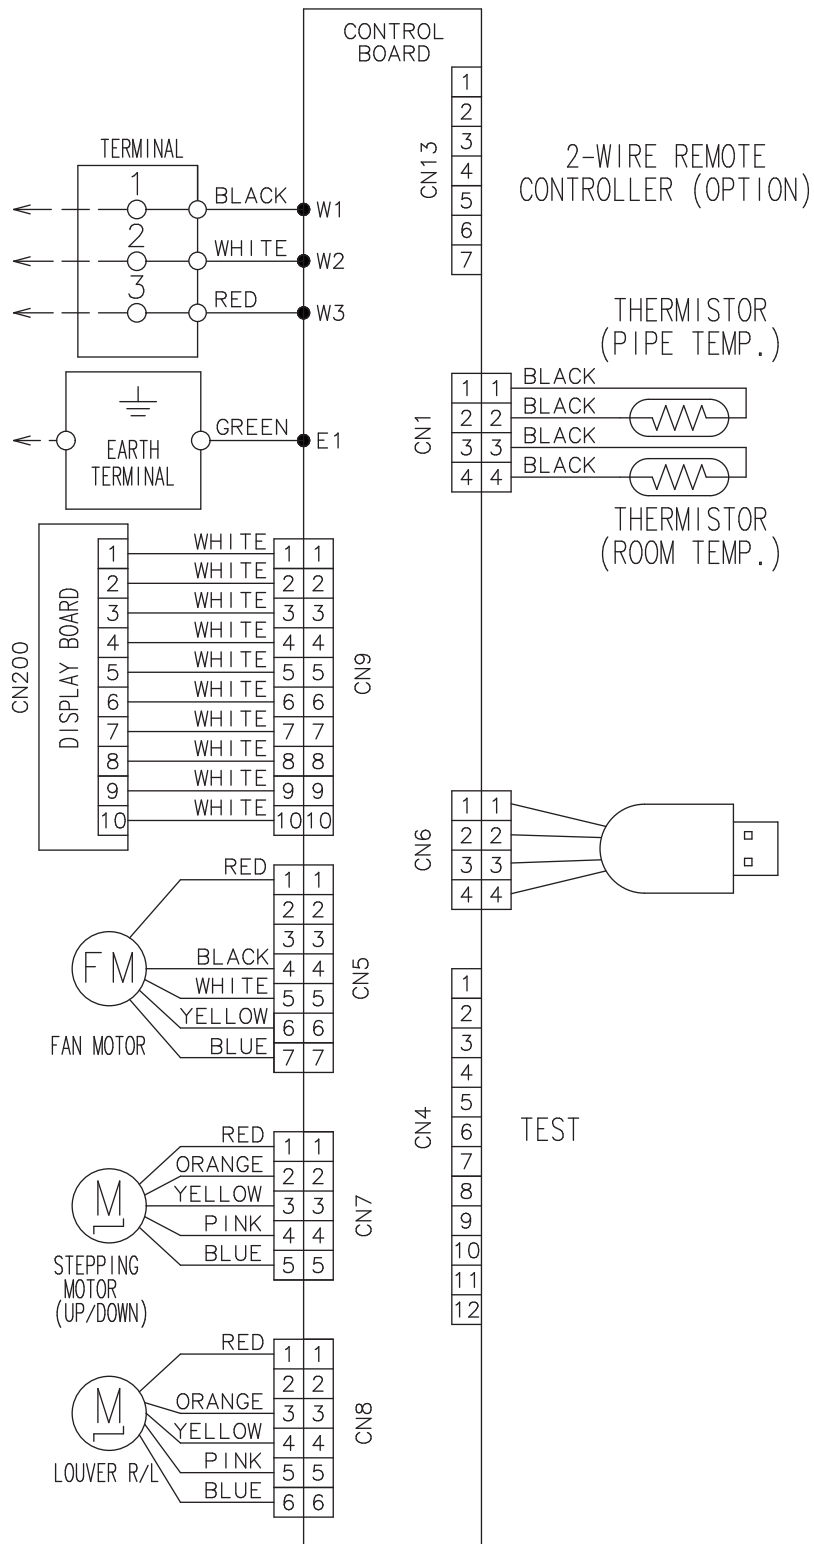 CONTROL
BOARD
TERMINAL
1
BLACK
W1
2
WHITE
W2
3
RED
W3
EARTH
TERMINAL
GREEN
E1
CN200
DISPLAY BOARD
1 WHITE 1 1
2 WHITE 2 2
3 WHITE 3 3
4 WHITE 4 4
5 WHITE 5 5
6 WHITE 6 6
7 WHITE 7 7
8 WHITE 8 8
9 WHITE 9 9
10 WHITE 10 10
CN9
FM
FAN MOTOR
RED 1 1
2 2
3 3
BLACK 4 4
WHITE 5 5
YELLOW 6 6
BLUE 7 7
CN5
M
STEPPING
MOTOR
(UP/DOWN)
RED 1 1
ORANGE 2 2
YELLOW 3 3
PINK 4 4
BLUE 5 5
CN7
M
LOUVER R/L
RED 1 1
2 2
ORANGE 3 3
YELLOW 4 4
PINK 5 5
BLUE 6 6
CN8
CN13
1
2
3
4
5
6
7
2-WIRE REMOTE
CONTROLLER (OPTION)
THERMISTOR
(PIPE TEMP.)
CN1
1 1 BLACK
2 2 BLACK
3 3 BLACK
4 4 BLACK
THERMISTOR
(ROOM TEMP.)
CN6
1 1
2 2
3 3
4 4
CN4
1
2
3
4
5
6
7
8
9
10
11
12
TEST